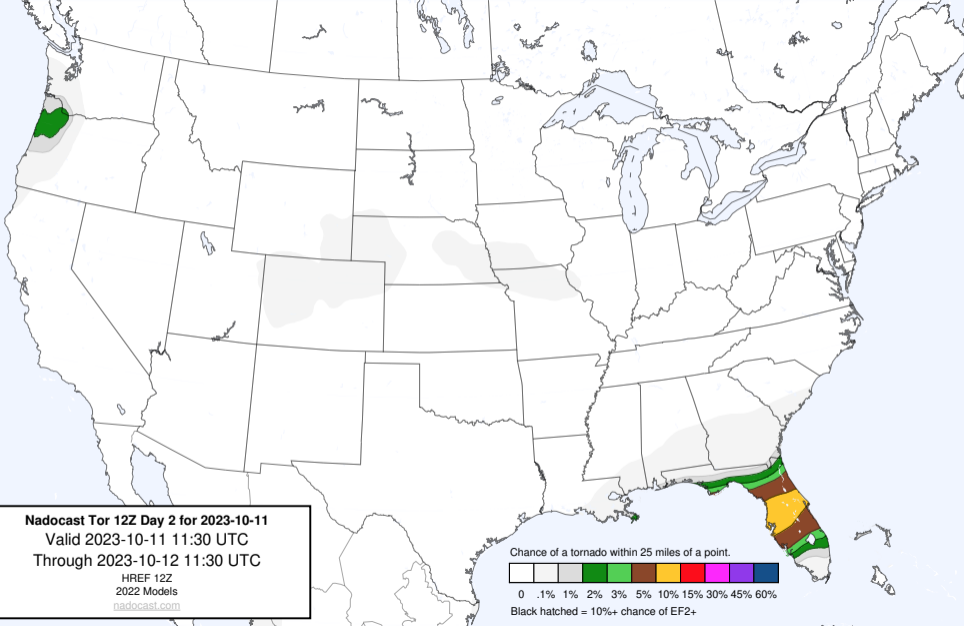 Nadocast Tor 12Z Day 2 for 2023-10-11
Valid 2023-10-11 11:30 UTC
Through 2023-10-12 11:30 UTC
HREF 12Z
2022 Models
nadocast.com
Chance of a tornado within 25 miles of a point.
0 .1% 1% 2% 3% 5% 10% 15% 30% 45% 60%
Black hatched = 10%+ chance of EF2+